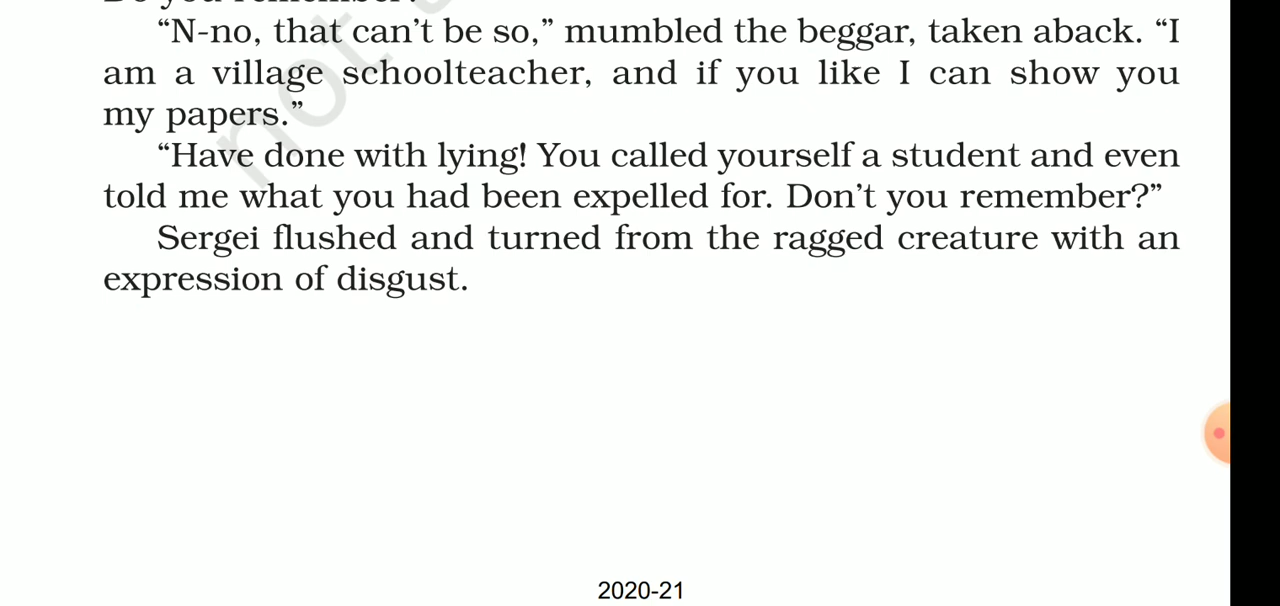 “N-no, that can’t be so,” mumbled the beggar, taken aback. “I
am a village schoolteacher, and if you like I can show you
my papers.”
“Have done with lying! You called yourself a student and even
told me what you had been expelled for. Don’t you remember?”
Sergei flushed and turned from the ragged creature with an
expression of disgust.
not
2020-21